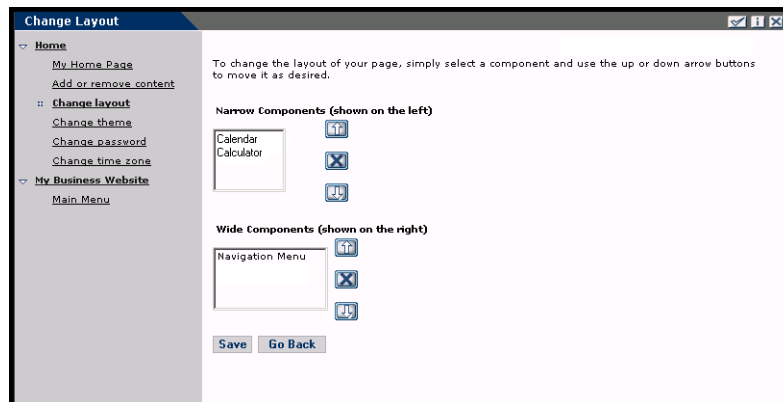 Change Layout
Home
My Home Page
Add or remove content
Change layout
Change theme
Change password
Change time zone
My Business Website
Main Menu
To change the layout of your page, simply select a component and use the up or down arrow buttons
to move it as desired.
Narrow Components (shown on the left)
Calendar
Calculator
Wide Components (shown on the right)
Navigation Menu
Save Go Back